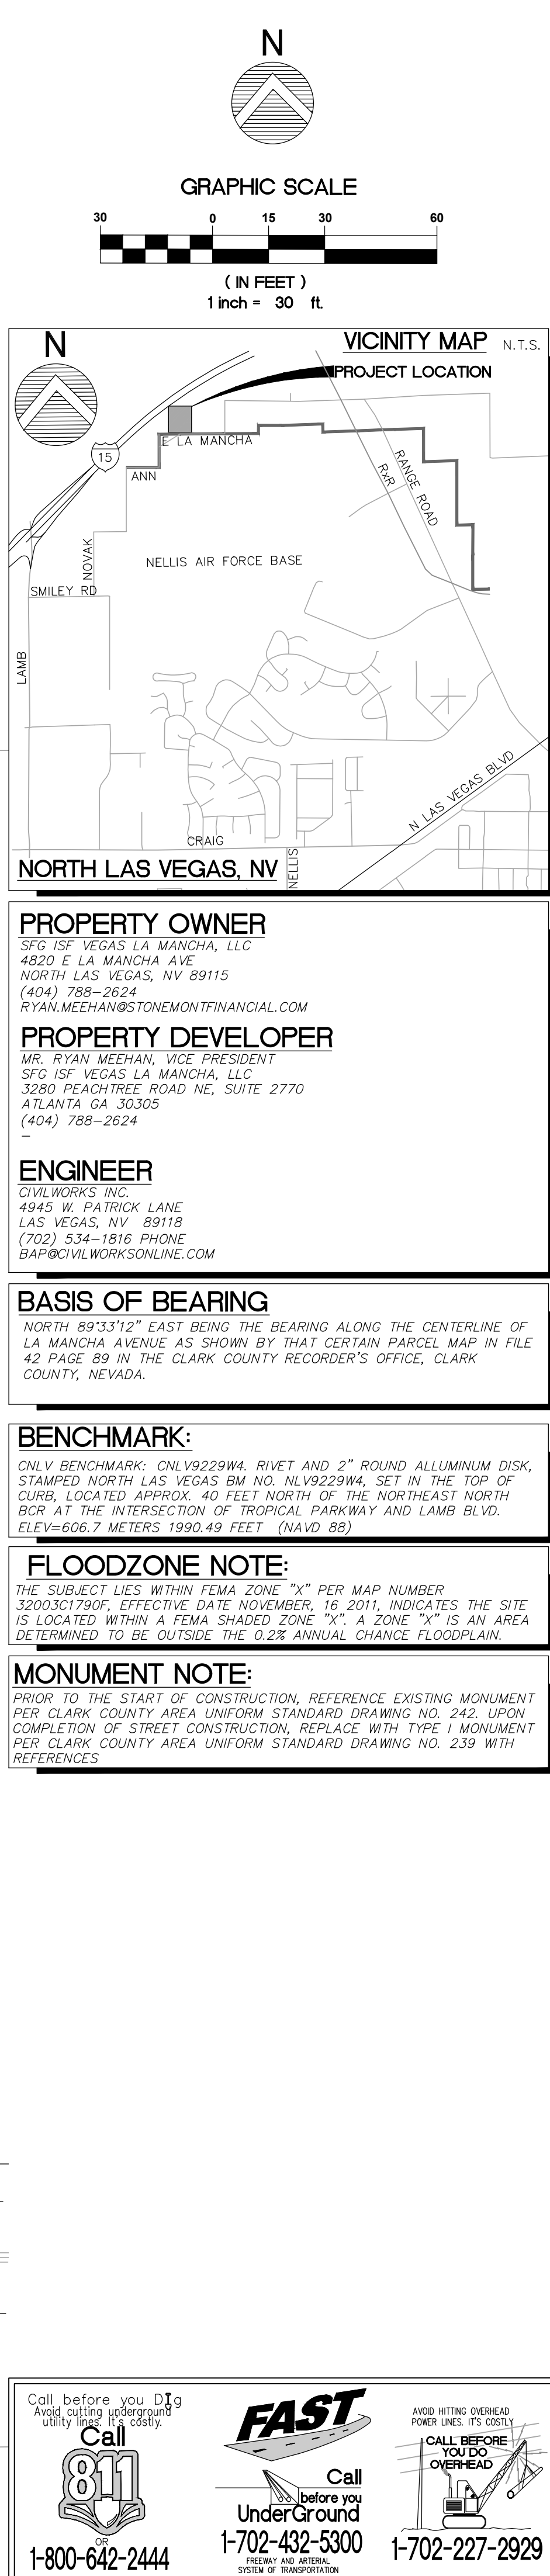 N
GRAPHIC SCALE
30 0 15 30 60
( IN FEET )
1 inch = 30 ft.
N
VICINITY MAP N.T.S.
PROJECT LOCATION
E LA MANCHA
15
ANN
RxR
RANGE ROAD
NOVAK
NELLIS AIR FORCE BASE
SMILEY RD
LAMB
N LAS VEGAS BLVD
CRAIG
NELLIS
NORTH LAS VEGAS, NV
PROPERTY OWNER
SFG ISF VEGAS LA MANCHA, LLC
4820 E LA MANCHA AVE
NORTH LAS VEGAS, NV 89115
(404) 788-2624
RYAN.MEEHAN@STONEMONTFINANCIAL.COM
PROPERTY DEVELOPER
MR. RYAN MEEHAN, VICE PRESIDENT
SFG ISF VEGAS LA MANCHA, LLC
3280 PEACHTREE ROAD NE, SUITE 2770
ATLANTA GA 30305
(404) 788-2624
-
ENGINEER
CIVILWORKS INC.
4945 W. PATRICK LANE
LAS VEGAS, NV 89118
(702) 534-1816 PHONE
BAP@CIVILWORKSONLINE.COM
BASIS OF BEARING
NORTH 89°33'12" EAST BEING THE BEARING ALONG THE CENTERLINE OF
LA MANCHA AVENUE AS SHOWN BY THAT CERTAIN PARCEL MAP IN FILE
42 PAGE 89 IN THE CLARK COUNTY RECORDER'S OFFICE, CLARK
COUNTY, NEVADA.
BENCHMARK:
CNLV BENCHMARK: CNLV9229W4. RIVET AND 2" ROUND ALLUMINUM DISK,
STAMPED NORTH LAS VEGAS BM NO. NLV9229W4, SET IN THE TOP OF
CURB, LOCATED APPROX. 40 FEET NORTH OF THE NORTHEAST NORTH
BCR AT THE INTERSECTION OF TROPICAL PARKWAY AND LAMB BLVD.
ELEV=606.7 METERS 1990.49 FEET (NAVD 88)
FLOODZONE NOTE:
THE SUBJECT LIES WITHIN FEMA ZONE "X" PER MAP NUMBER
32003C1790F, EFFECTIVE DATE NOVEMBER, 16 2011, INDICATES THE SITE
IS LOCATED WITHIN A FEMA SHADED ZONE "X". A ZONE "X" IS AN AREA
DETERMINED TO BE OUTSIDE THE 0.2% ANNUAL CHANCE FLOODPLAIN.
MONUMENT NOTE:
PRIOR TO THE START OF CONSTRUCTION, REFERENCE EXISTING MONUMENT
PER CLARK COUNTY AREA UNIFORM STANDARD DRAWING NO. 242. UPON
COMPLETION OF STREET CONSTRUCTION, REPLACE WITH TYPE I MONUMENT
PER CLARK COUNTY AREA UNIFORM STANDARD DRAWING NO. 239 WITH
REFERENCES
Call before you Dig
Avoid cutting underground
utility lines. It's costly.
Call
811
OR
1-800-642-2444
FAST
Call
before you
UnderGround
1-702-432-5300
FREEWAY AND ARTERIAL
SYSTEM OF TRANSPORTATION
AVOID HITTING OVERHEAD
POWER LINES. IT'S COSTLY
CALL BEFORE
YOU DO
OVERHEAD
1-702-227-2929